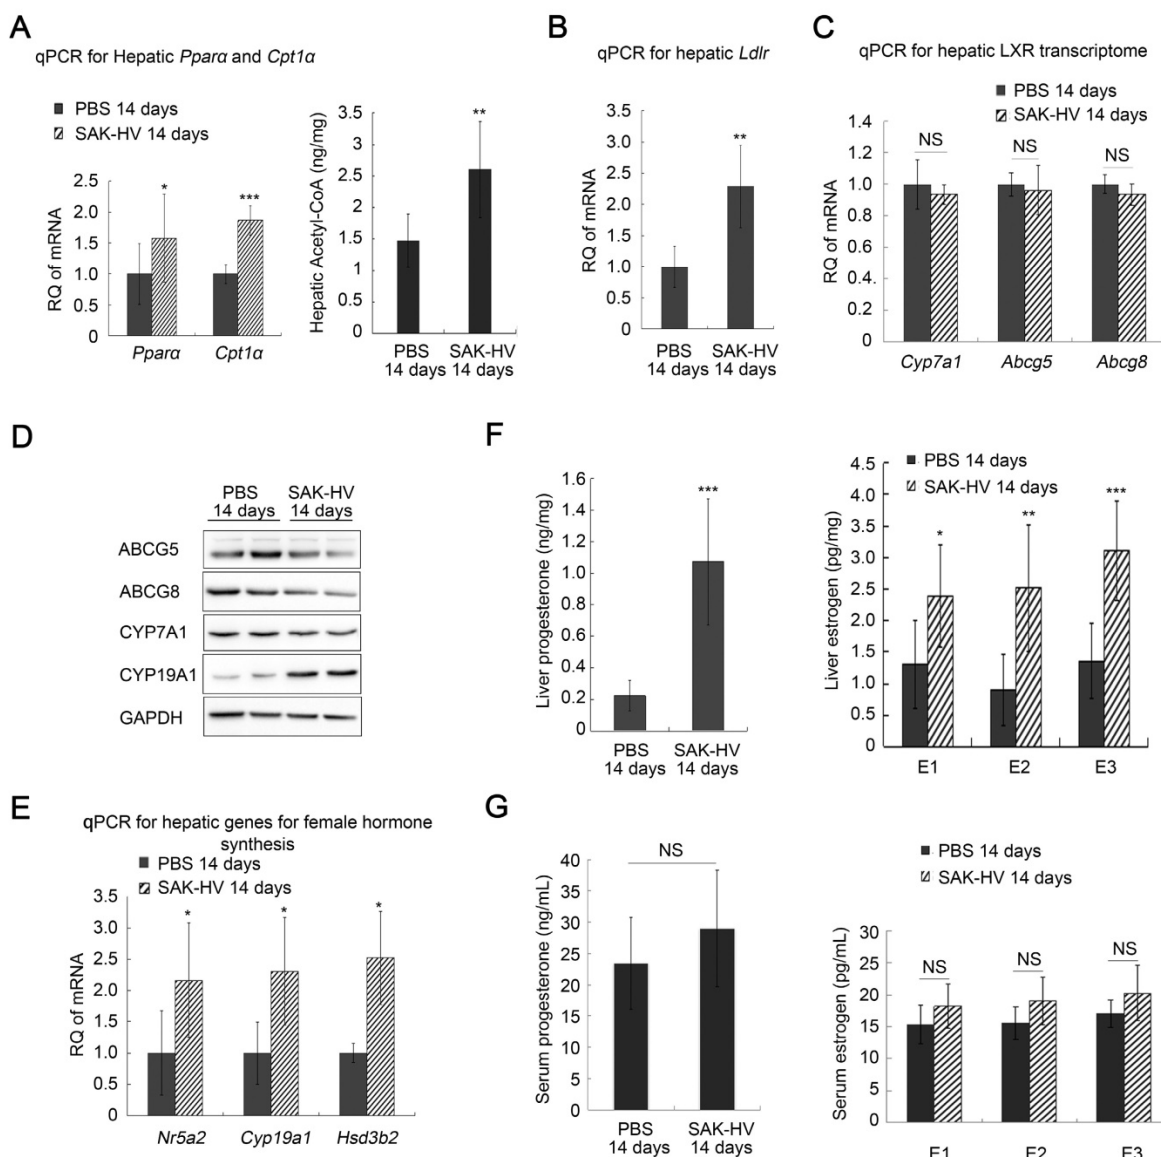 A
qPCR for Hepatic Pparα and Cpt1α
PBS 14 days
SAK-HV 14 days
RQ of mRNA
2.5
2.0
1.5
1.0
0.5
0
*
***
Pparα Cpt1α
Hepatic Acetyl-CoA (ng/mg)
3.5
3
2.5
2
1.5
1
0.5
0
**
PBS SAK-HV
14 days 14 days
B
qPCR for hepatic Ldlr
RQ of mRNA
3.5
3.0
2.5
2.0
1.5
1.0
0.5
0
**
PBS SAK-HV
14 days 14 days
C
qPCR for hepatic LXR transcriptome
PBS 14 days
SAK-HV 14 days
RQ of mRNA
1.4
1.2
1.0
0.8
0.6
0.4
0.2
0
NS NS NS
Cyp7a1 Abcg5 Abcg8
D
PBS SAK-HV
14 days 14 days
ABCG5
ABCG8
CYP7A1
CYP19A1
GAPDH
F
Liver progesterone (ng/mg)
1.6
1.4
1.2
1.0
0.8
0.6
0.4
0.2
0
***
PBS SAK-HV
14 days 14 days
PBS 14 days
SAK-HV 14 days
Liver estrogen (pg/mg)
4.5
4.0
3.5
3.0
2.5
2.0
1.5
1.0
0.5
0
* ** ***
E1 E2 E3
E
qPCR for hepatic genes for female hormone
synthesis
PBS 14 days
SAK-HV 14 days
RQ of mRNA
3.5
3.0
2.5
2.0
1.5
1.0
0.5
0
* * *
Nr5a2 Cyp19a1 Hsd3b2
G
Serum progesterone (ng/mL)
40
35
30
25
20
15
10
5
0
NS
PBS SAK-HV
14 days 14 days
PBS 14 days
SAK-HV 14 days
Serum estrogen (pg/mL)
30
25
20
15
10
5
0
NS NS NS
E1 E2 E3